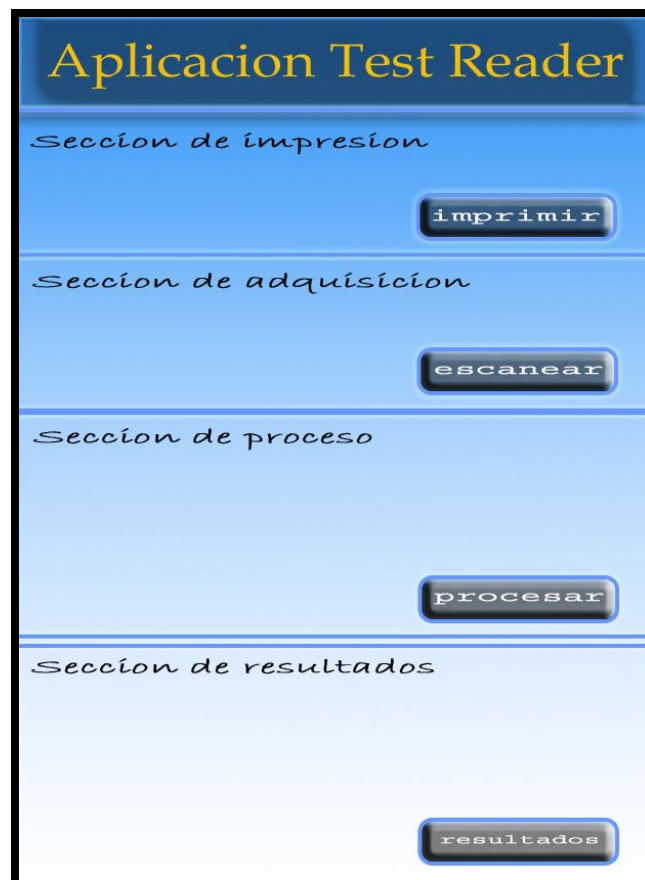 Aplicacion Test Reader
Seccion de impresion
imprimir
Seccion de adquisicion
escanear
Seccion de proceso
procesar
Seccion de resultados
resultados